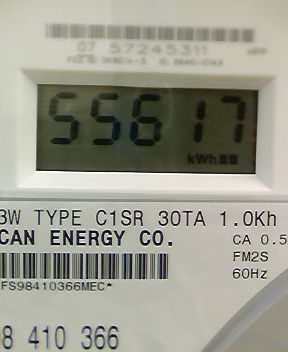 07 57245311
55617
kWh
3W TYPE C1SR 30TA 1.0Kh
CAN ENERGY CO.
CA 0.5
FM2S
60Hz
FS98410366MEC*
8 410 366